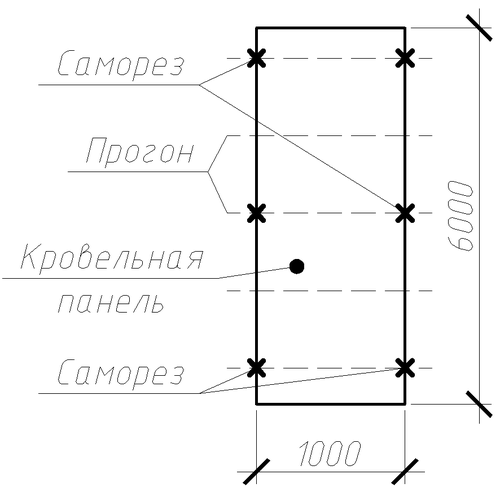 Саморез
Прогон
Кровельная
панель
Саморез
6000
1000